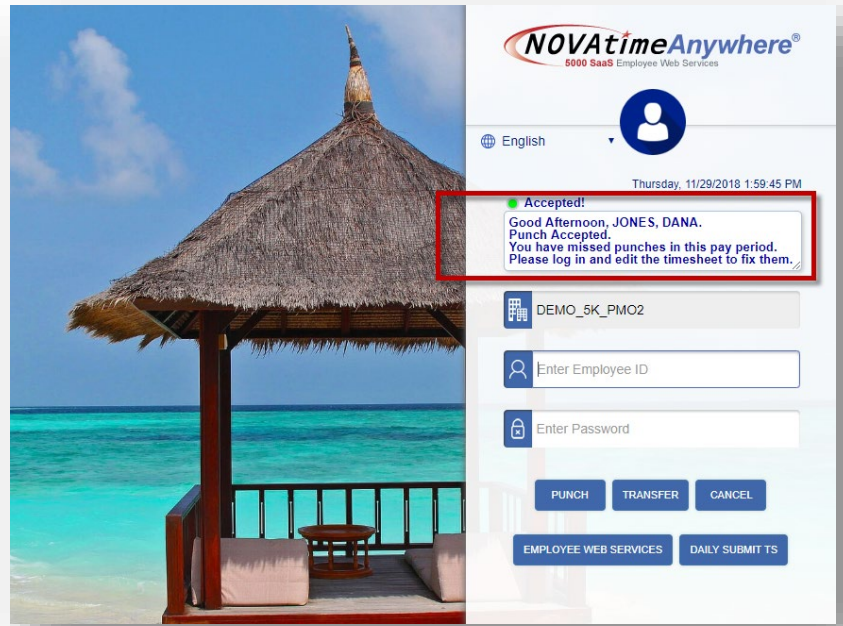 NOVAtimeAnywhere®
5000 SaaS Employee Web Services
English
Thursday, 11/29/2018 1:59:45 PM
Accepted!
Good Afternoon, JONES, DANA.
Punch Accepted.
You have missed punches in this pay period.
Please log in and edit the timesheet to fix them.
DEMO_5K_PMO2
Enter Employee ID
Enter Password
PUNCH TRANSFER CANCEL
EMPLOYEE WEB SERVICES DAILY SUBMIT TS